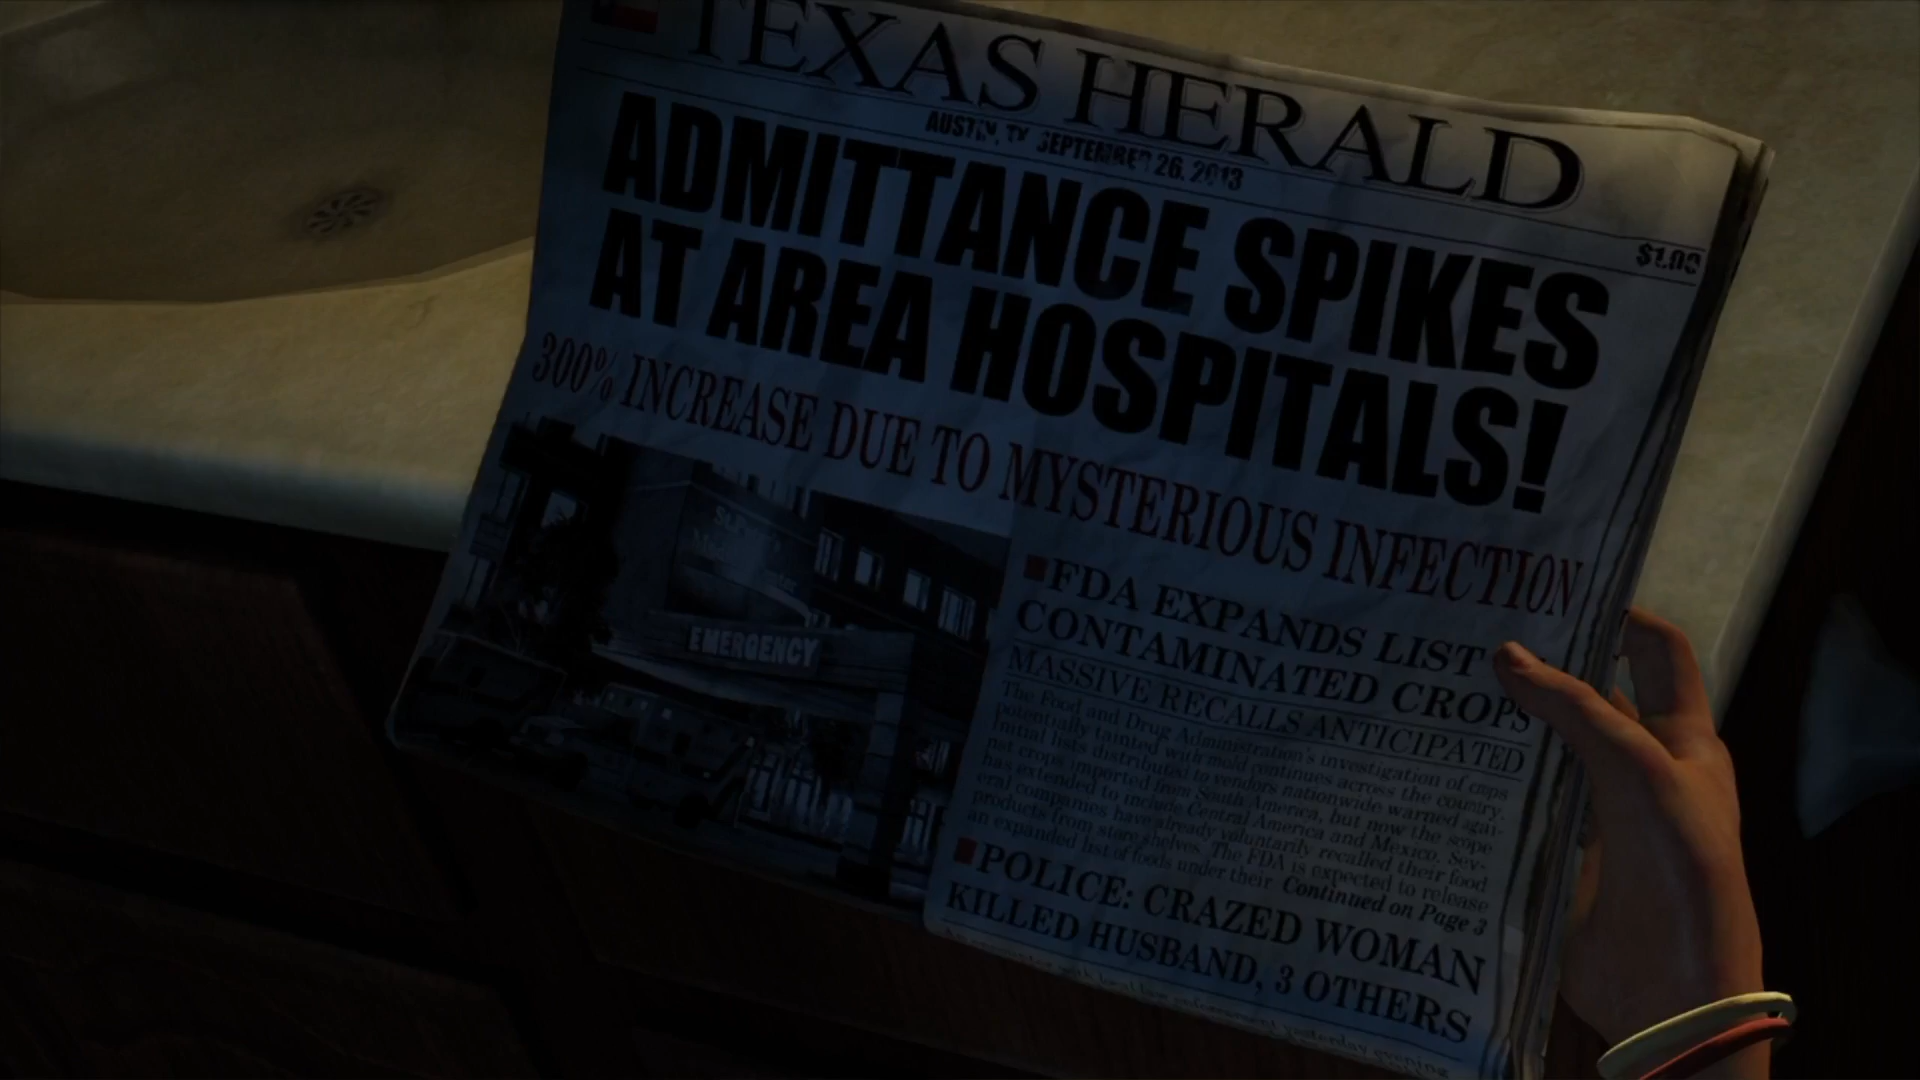 TEXAS HERALD
AUSTIN, TX SEPTEMBER 26, 2013
$1.00
ADMITTANCE SPIKES
AT AREA HOSPITALS!
300% INCREASE DUE TO MYSTERIOUS INFECTION
EMERGENCY
FDA EXPANDS LIST
CONTAMINATED CROPS
MASSIVE RECALLS ANTICIPATED
The Food and Drug Administration's investigation of crops
potentially tainted with mold continues across the country.
Initial lists distributed to vendors nationwide warned agai-
nst crops imported from South America, but now the scope
has extended to include Central America and Mexico. Sev-
eral companies have already voluntarily recalled their food
products from store shelves. The FDA is expected to release
an expanded list of foods under their Continued on Page 3
POLICE: CRAZED WOMAN
KILLED HUSBAND, 3 OTHERS
yesterday evening